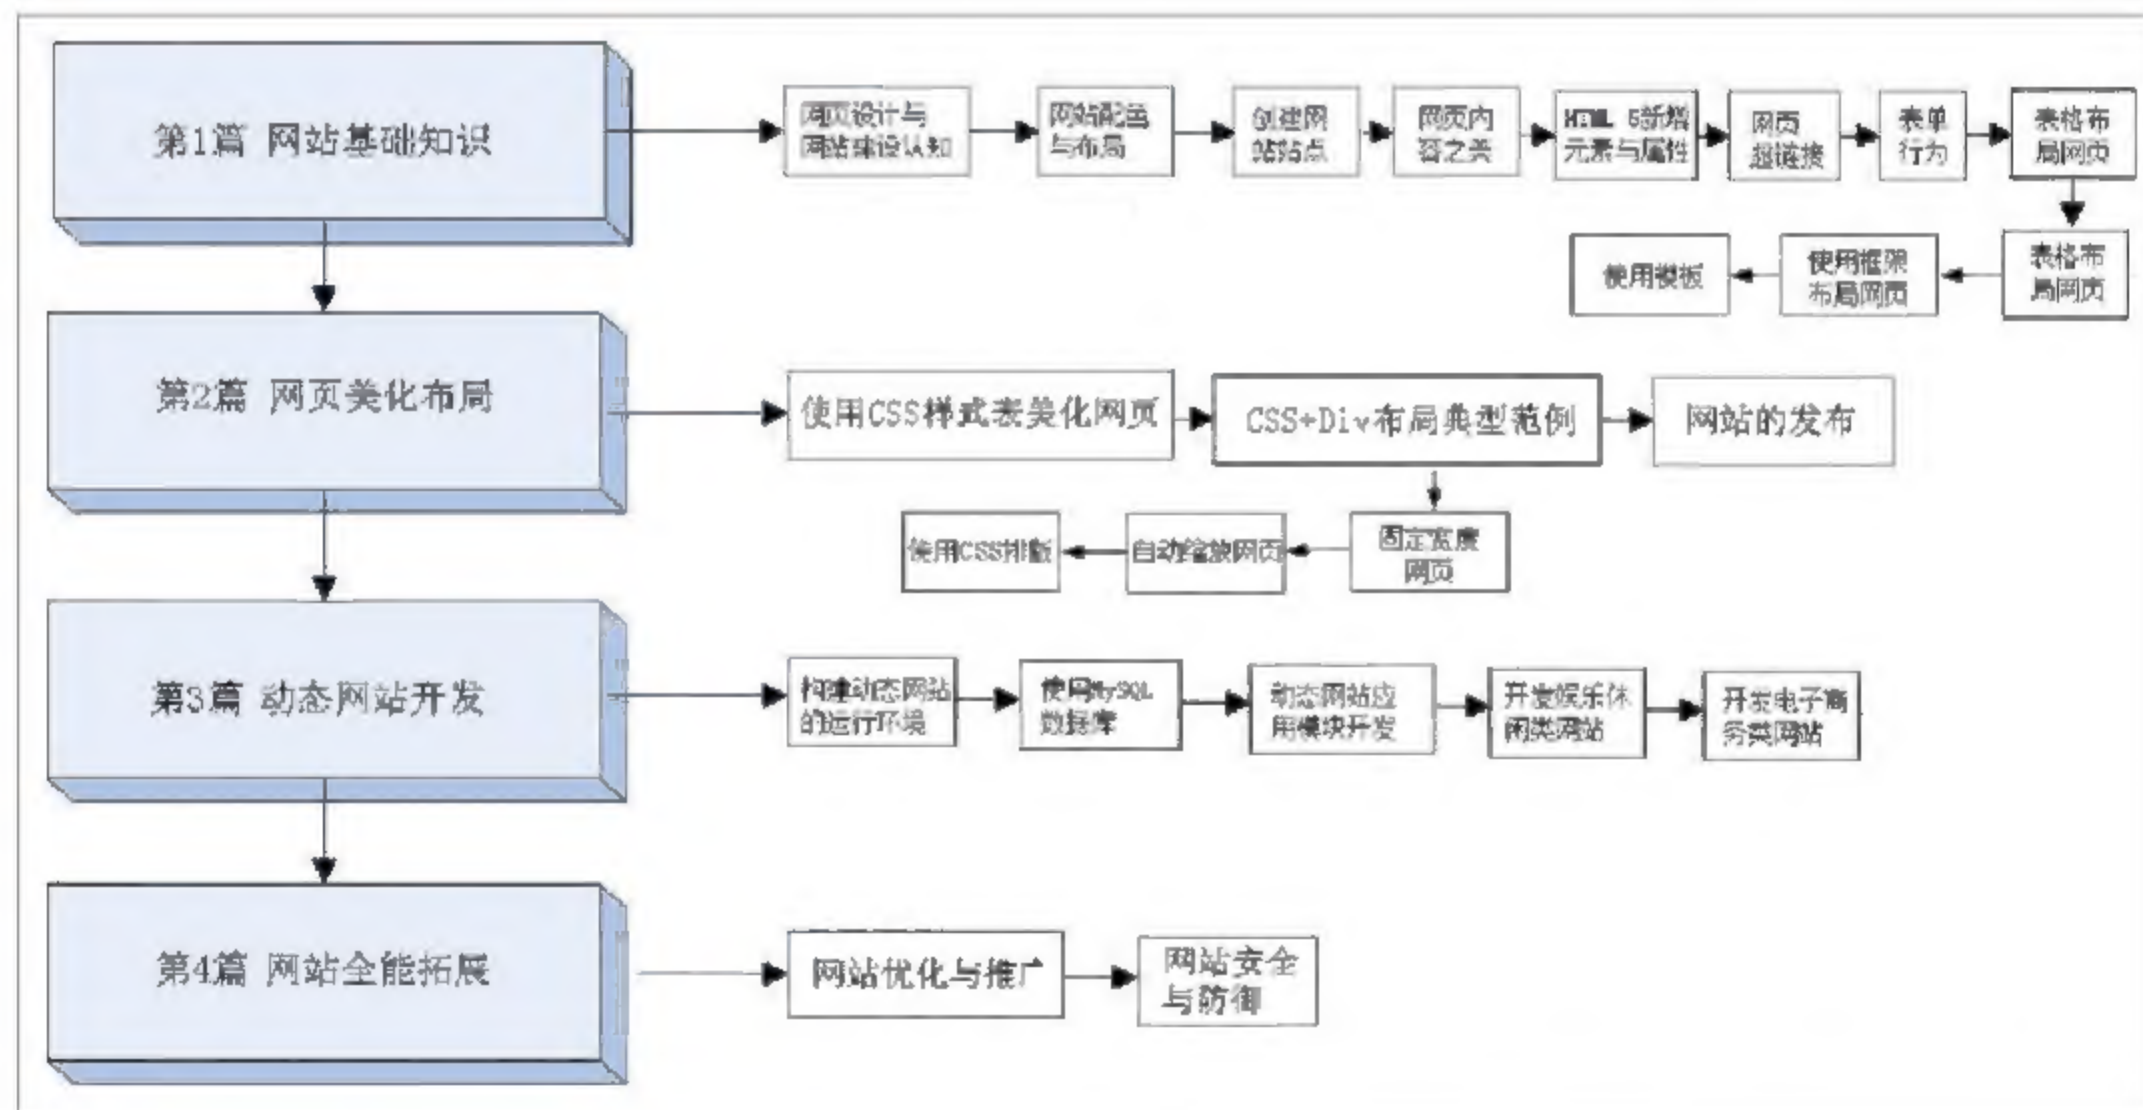 第1篇 网站基础知识
网页设计与
网站建设认知
网站配色
与布局
创建网
站站点
网页内
容之美
HTML 5新增
元素与属性
网页
超链接
表单
行为
表格布
局网页
表格布
局网页
使用框架
布局网页
使用模板
第2篇 网页美化布局
使用CSS样式表美化网页
CSS+Div布局典型范例
网站的发布
固定宽度
网页
自动缩放网页
使用CSS排版
第3篇 动态网站开发
构建动态网站
的运行环境
使用MySQL
数据库
动态网站应
用模块开发
开发娱乐休
闲类网站
开发电子商
务类网站
第4篇 网站全能拓展
网站优化与推广
网站安全
与防御